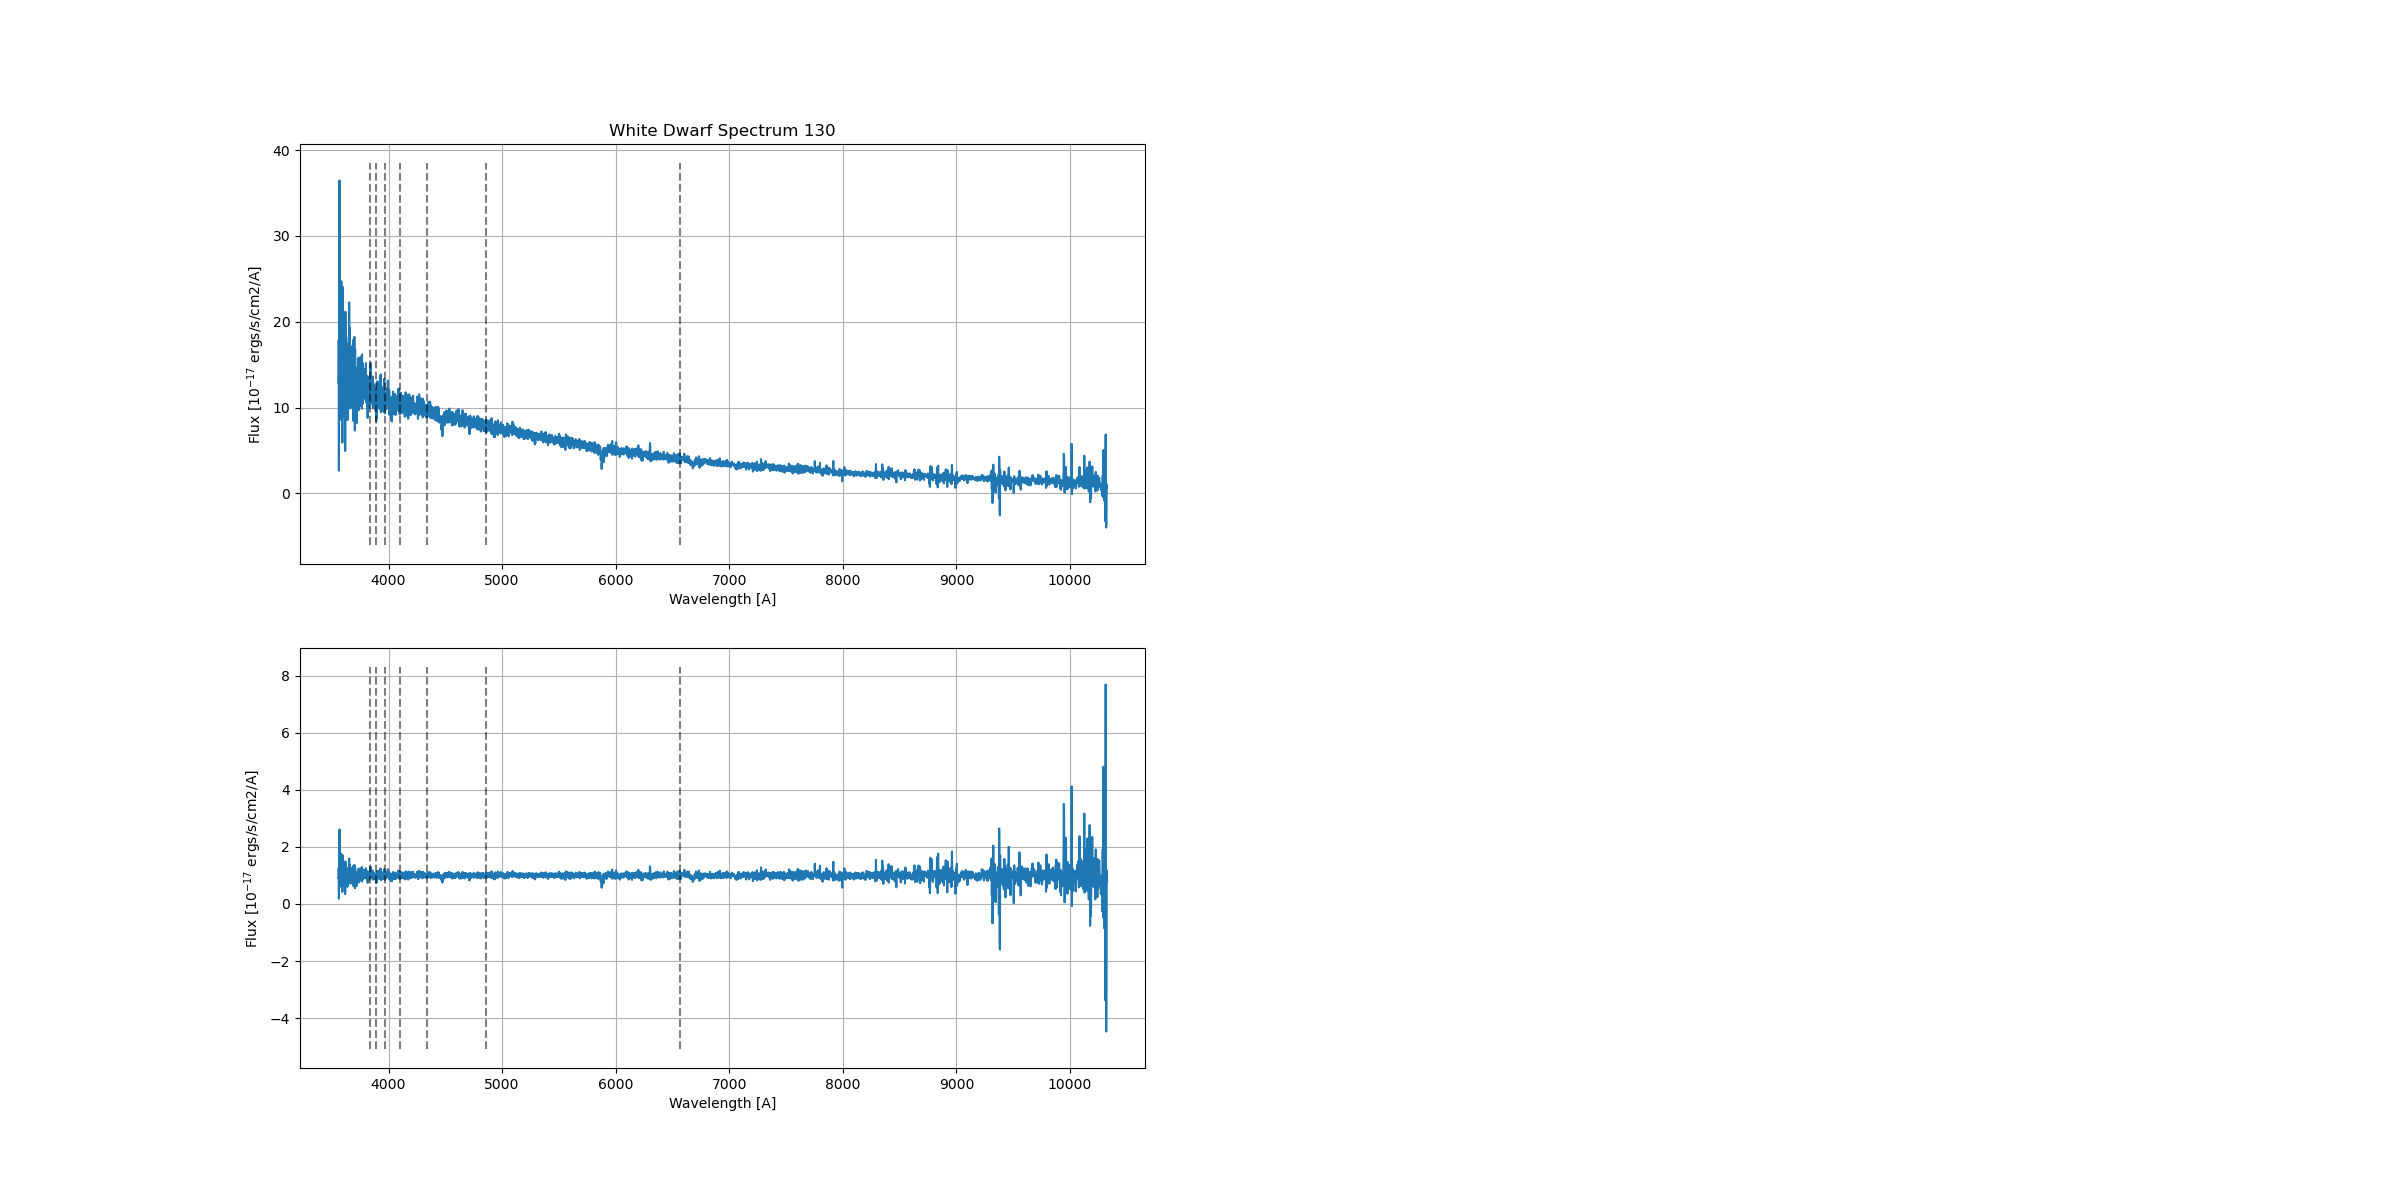 White Dwarf Spectrum 130
40
30
20
10
0
Flux [10⁻¹⁷ ergs/s/cm2/A]
4000 5000 6000 7000 8000 9000 10000
Wavelength [A]
8
6
4
2
0
−2
−4
Flux [10⁻¹⁷ ergs/s/cm2/A]
4000 5000 6000 7000 8000 9000 10000
Wavelength [A]